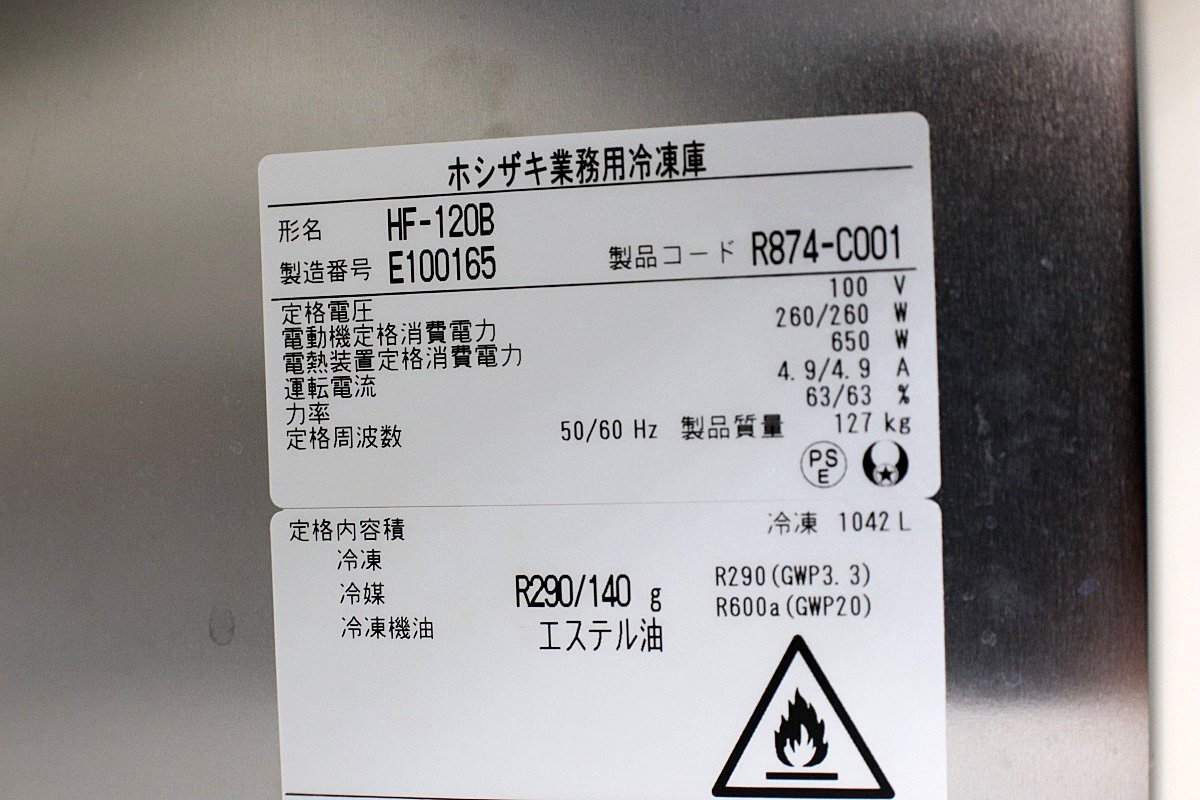 ホシザキ業務用冷凍庫
形名 HF-120B
製造番号 E100165 製品コード R874-C001
定格電圧 100 V
電動機定格消費電力 260/260 W
電熱装置定格消費電力 650 W
運転電流 4.9/4.9 A
力率 63/63 %
定格周波数 50/60 Hz 製品質量 127 kg
PS
E
定格内容積 冷凍 1042 L
冷凍
冷媒 R290/140 g R290(GWP3.3)
R600a(GWP20)
冷凍機油 エステル油